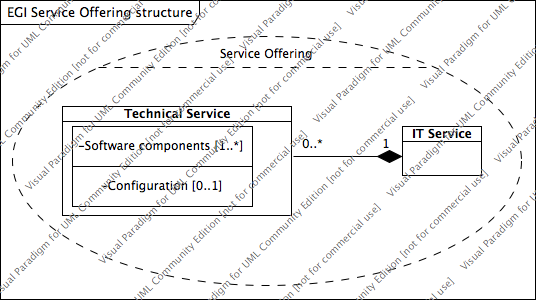 EGI Service Offering structure
Service Offering
Technical Service
-Software components [1..*]
-Configuration [0..1]
0..*
1
IT Service
Visual Paradigm for UML Community Edition [not for commercial use]